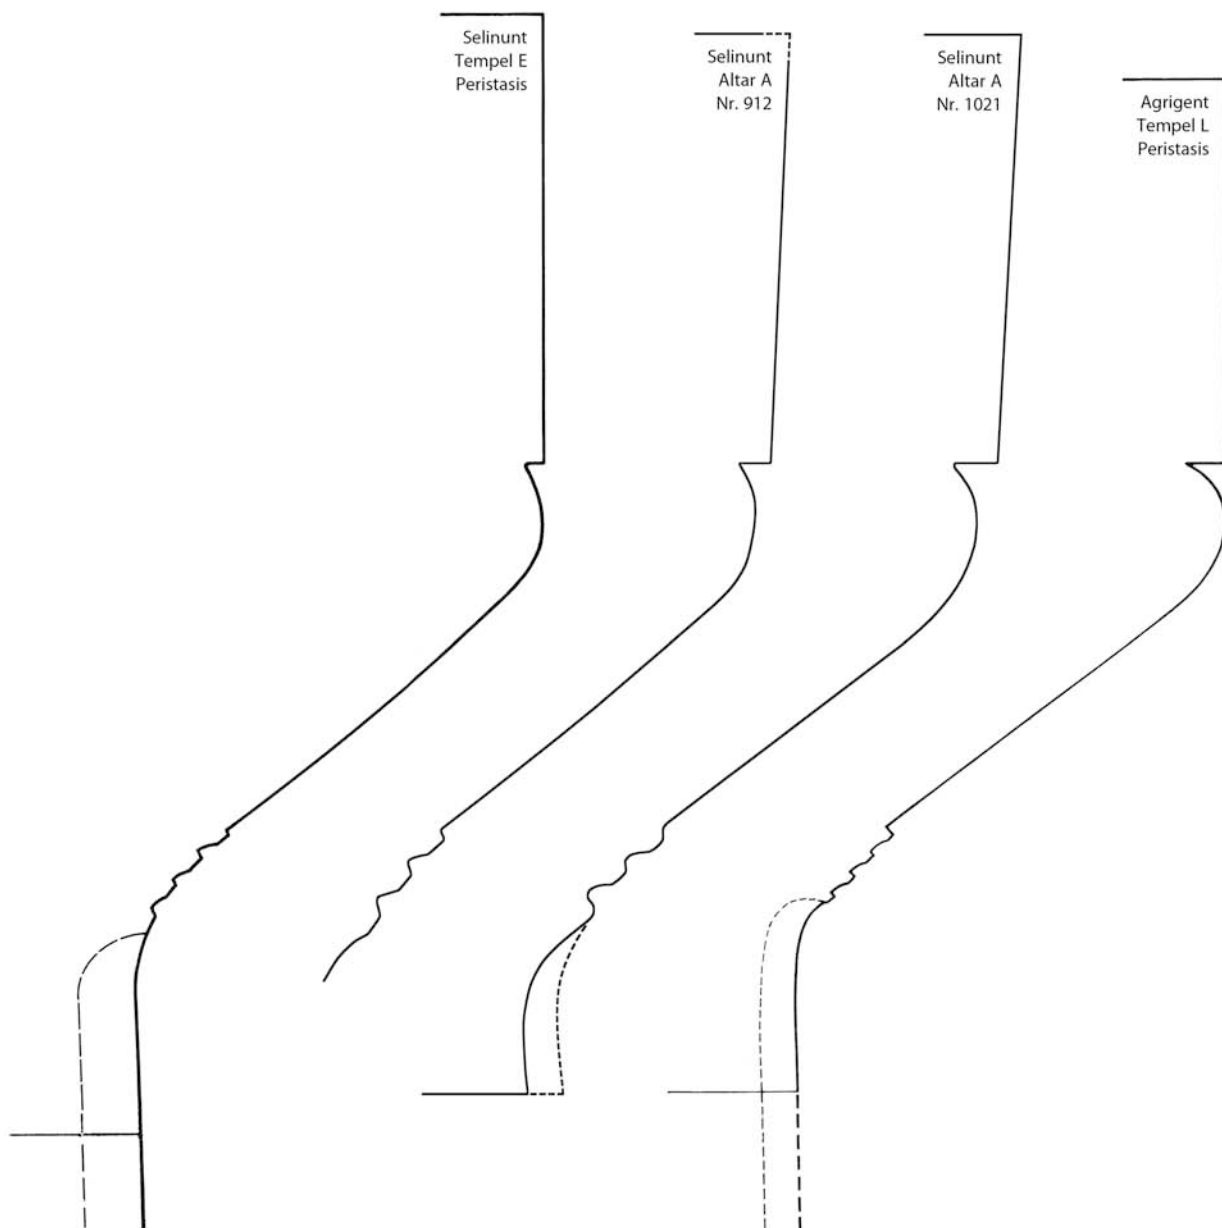 Selinunt
Tempel E
Peristasis
Selinunt
Altar A
Nr. 912
Selinunt
Altar A
Nr. 1021
Agrigent
Tempel L
Peristasis